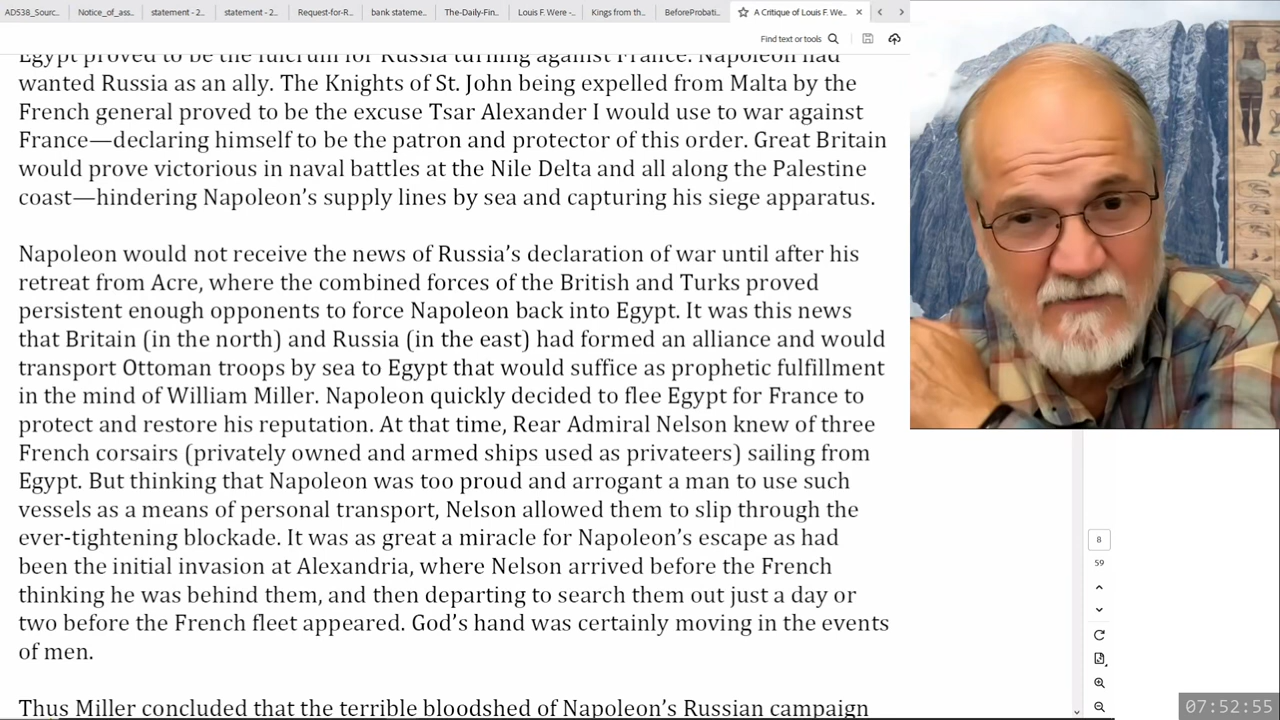 AD538_Sourc..
Notice_of_ass..
statement - 2...
statement - 2...
Request-for-R...
bank stateme...
The-Daily-Fin...
Louis F. Were -...
Kings from th...
BeforeProbati...
A Critique of Louis F. We...
Find text or tools
Egypt proved to be the fulcrum for Russia turning against France. Napoleon had
wanted Russia as an ally. The Knights of St. John being expelled from Malta by the
French general proved to be the excuse Tsar Alexander I would use to war against
France—declaring himself to be the patron and protector of this order. Great Britain
would prove victorious in naval battles at the Nile Delta and all along the Palestine
coast—hindering Napoleon’s supply lines by sea and capturing his siege apparatus.
Napoleon would not receive the news of Russia’s declaration of war until after his
retreat from Acre, where the combined forces of the British and Turks proved
persistent enough opponents to force Napoleon back into Egypt. It was this news
that Britain (in the north) and Russia (in the east) had formed an alliance and would
transport Ottoman troops by sea to Egypt that would suffice as prophetic fulfillment
in the mind of William Miller. Napoleon quickly decided to flee Egypt for France to
protect and restore his reputation. At that time, Rear Admiral Nelson knew of three
French corsairs (privately owned and armed ships used as privateers) sailing from
Egypt. But thinking that Napoleon was too proud and arrogant a man to use such
vessels as a means of personal transport, Nelson allowed them to slip through the
ever-tightening blockade. It was as great a miracle for Napoleon’s escape as had
been the initial invasion at Alexandria, where Nelson arrived before the French
thinking he was behind them, and then departing to search them out just a day or
two before the French fleet appeared. God’s hand was certainly moving in the events
of men.
Thus Miller concluded that the terrible bloodshed of Napoleon’s Russian campaign
8
59
07:52:55